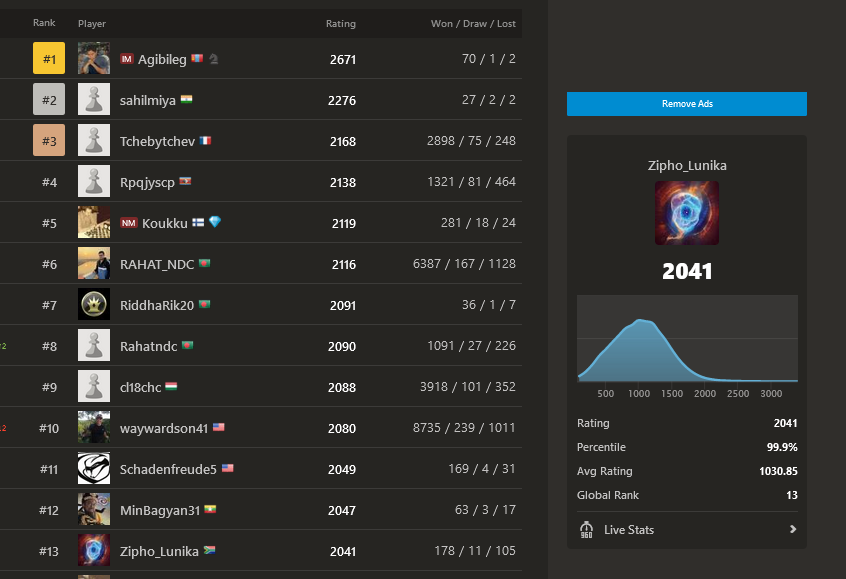 Rank Player Rating Won / Draw / Lost
#1 IM Agibileg 2671 70 / 1 / 2
#2 sahilmiya 2276 27 / 2 / 2
#3 Tchebytchev 2168 2898 / 75 / 248
#4 Rpqjyscp 2138 1321 / 81 / 464
#5 NM Koukku 2119 281 / 18 / 24
#6 RAHAT_NDC 2116 6387 / 167 / 1128
#7 RiddhaRik20 2091 36 / 1 / 7
#8 Rahatndc 2090 1091 / 27 / 226
#9 cl18chc 2088 3918 / 101 / 352
#10 waywardson41 2080 8735 / 239 / 1011
#11 Schadenfreude5 2049 169 / 4 / 31
#12 MinBagyan31 2047 63 / 3 / 17
#13 Zipho_Lunika 2041 178 / 11 / 105
Remove Ads
Zipho_Lunika
2041
500 1000 1500 2000 2500 3000
Rating 2041
Percentile 99.9%
Avg Rating 1030.85
Global Rank 13
960 Live Stats